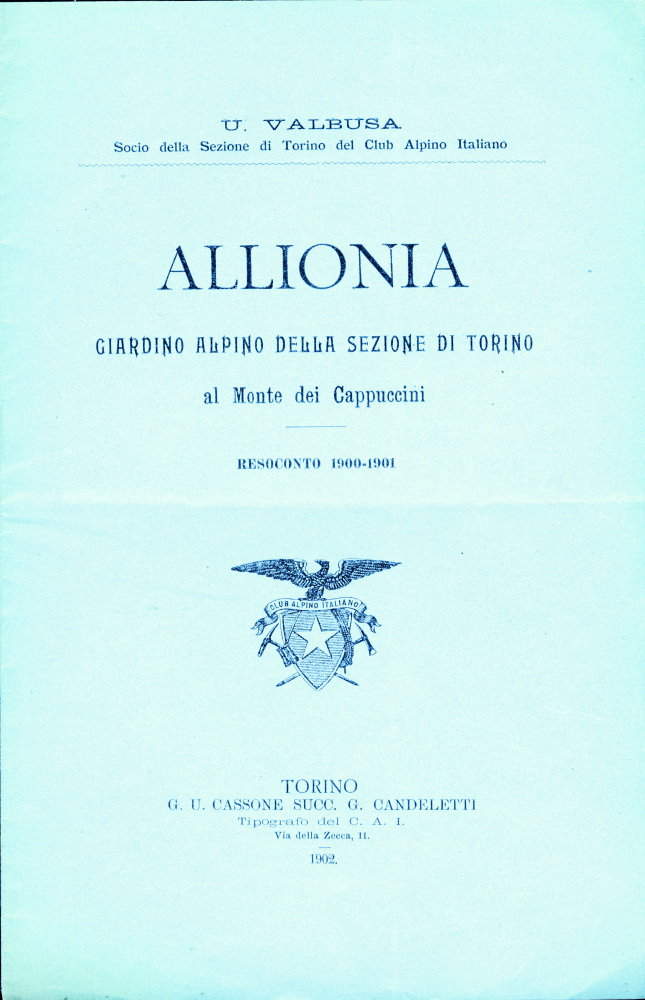 U. VALBUSA
Socio della Sezione di Torino del Club Alpino Italiano
ALLIONIA
GIARDINO ALPINO DELLA SEZIONE DI TORINO
al Monte dei Cappuccini
RESOCONTO 1900-1901
CLUB ALPINO ITALIANO
TORINO
G. U. CASSONE SUCC. G. CANDELETTI
Tipografo del C. A. I.
Via della Zecca, 11.
1902.